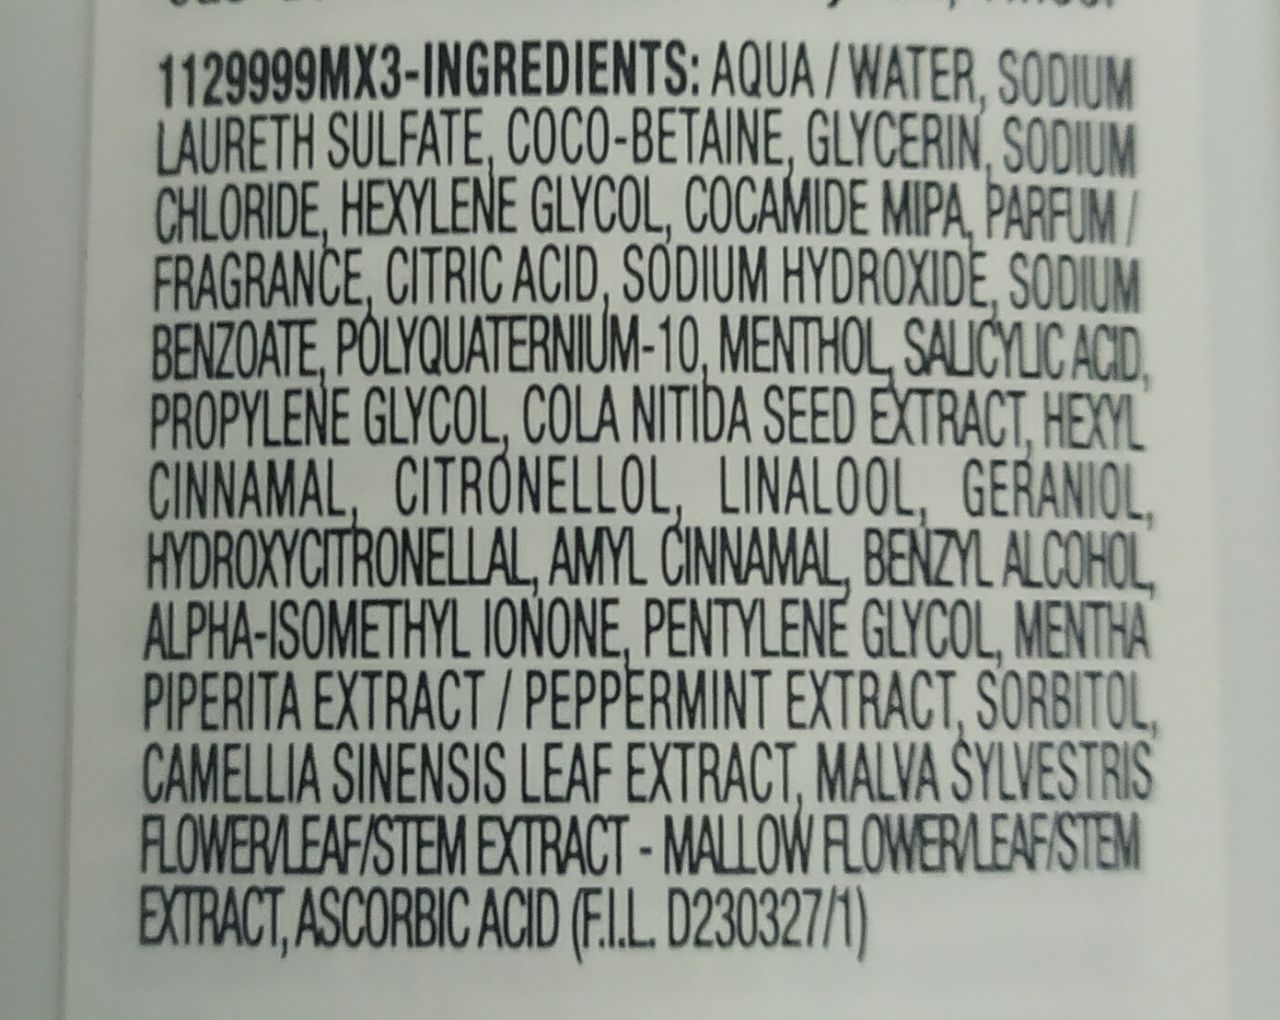 1129999MX3-INGREDIENTS: AQUA / WATER, SODIUM
LAURETH SULFATE, COCO-BETAINE, GLYCERIN, SODIUM
CHLORIDE, HEXYLENE GLYCOL, COCAMIDE MIPA, PARFUM /
FRAGRANCE, CITRIC ACID, SODIUM HYDROXIDE, SODIUM
BENZOATE, POLYQUATERNIUM-10, MENTHOL, SALICYLIC ACID,
PROPYLENE GLYCOL, COLA NITIDA SEED EXTRACT, HEXYL
CINNAMAL, CITRONELLOL, LINALOOL, GERANIOL,
HYDROXYCITRONELLAL, AMYL CINNAMAL, BENZYL ALCOHOL,
ALPHA-ISOMETHYL IONONE, PENTYLENE GLYCOL, MENTHA
PIPERITA EXTRACT / PEPPERMINT EXTRACT, SORBITOL,
CAMELLIA SINENSIS LEAF EXTRACT, MALVA SYLVESTRIS
FLOWER/LEAF/STEM EXTRACT - MALLOW FLOWER/LEAF/STEM
EXTRACT, ASCORBIC ACID (F.I.L. D230327/1)